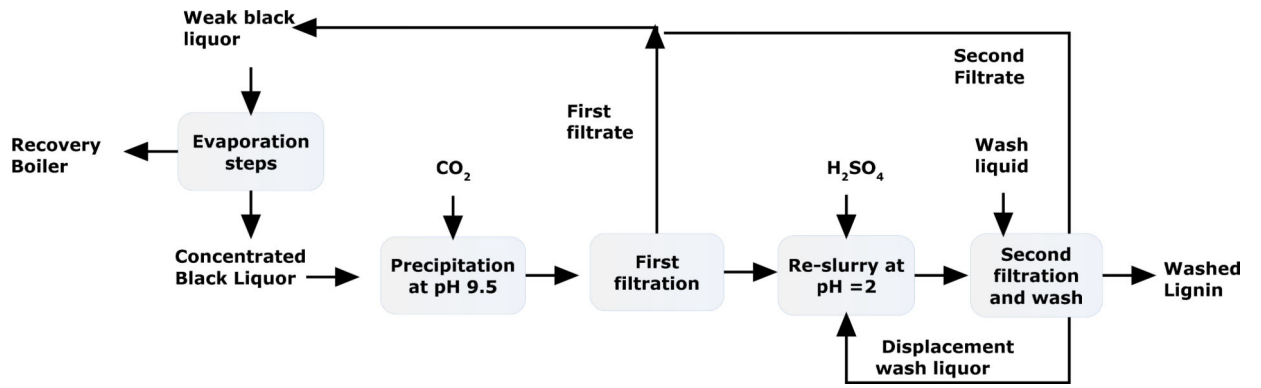 Weak black
liquor
Second
Filtrate
First
filtrate
Recovery
Boiler
Evaporation
steps
Wash
liquid
CO₂
H₂SO₄
Concentrated
Black Liquor
Precipitation
at pH 9.5
First
filtration
Re-slurry at
pH =2
Second
filtration
and wash
Washed
Lignin
Displacement
wash liquor